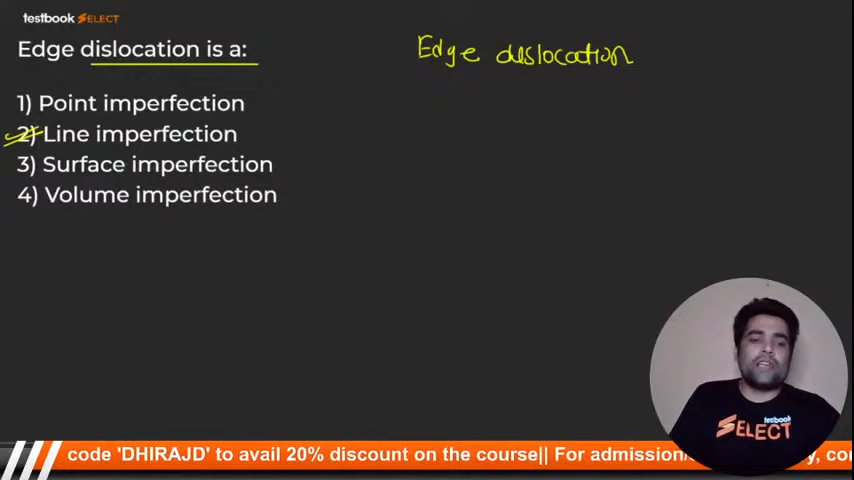 testbook SELECT
Edge dislocation is a:
Edge dislocation
1) Point imperfection
2) Line imperfection
3) Surface imperfection
4) Volume imperfection
testbook
SELECT
code 'DHIRAJD' to avail 20% discount on the course|| For admission